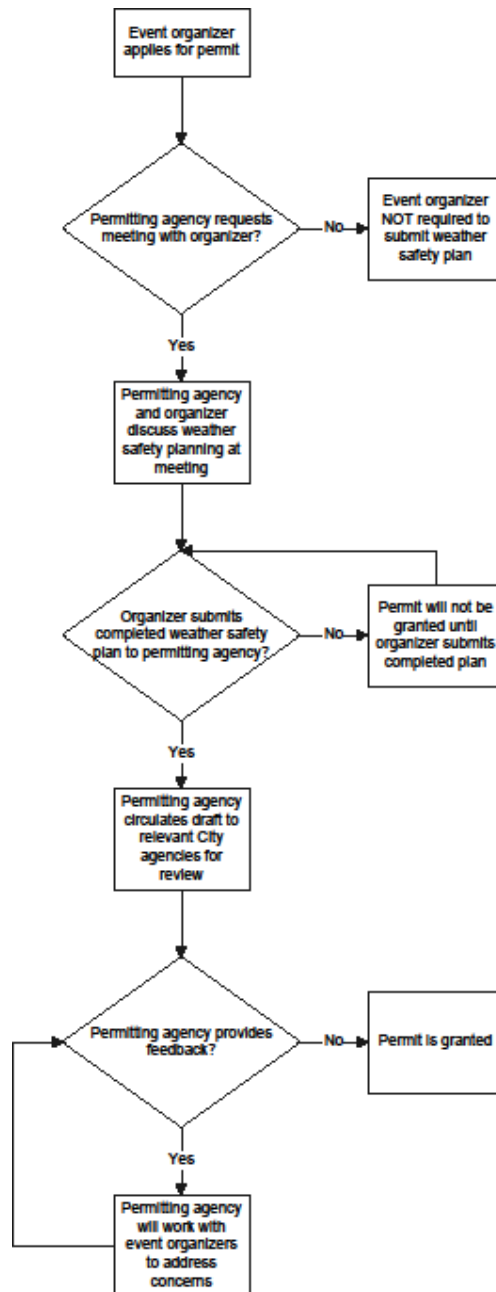 Event organizer
applies for permit
Permitting agency requests
meeting with organizer?
No
Event organizer
NOT required to
submit weather
safety plan
Yes
Permitting agency
and organizer
discuss weather
safety planning at
meeting
Organizer submits
completed weather safety
plan to permitting agency?
No
Permit will not be
granted until
organizer submits
completed plan
Yes
Permitting agency
circulates draft to
relevant City
agencies for
review
Permitting agency provides
feedback?
No
Permit is granted
Yes
Permitting agency
will work with
event organizers
to address
concerns